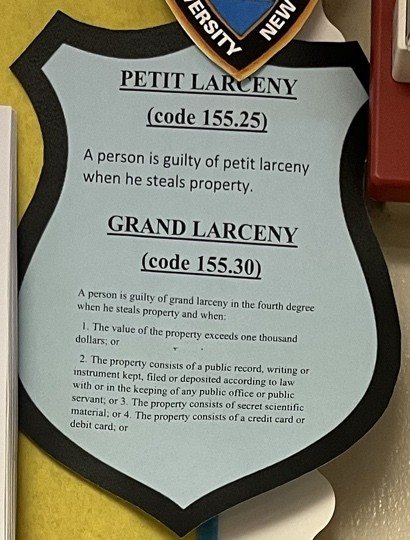 VERSITY NEW
PETIT LARCENY
(code 155.25)
A person is guilty of petit larceny
when he steals property.
GRAND LARCENY
(code 155.30)
A person is guilty of grand larceny in the fourth degree
when he steals property and when:
1. The value of the property exceeds one thousand
dollars; or
2. The property consists of a public record, writing or
instrument kept, filed or deposited according to law
with or in the keeping of any public office or public
servant; or 3. The property consists of secret scientific
material; or 4. The property consists of a credit card or
debit card; or